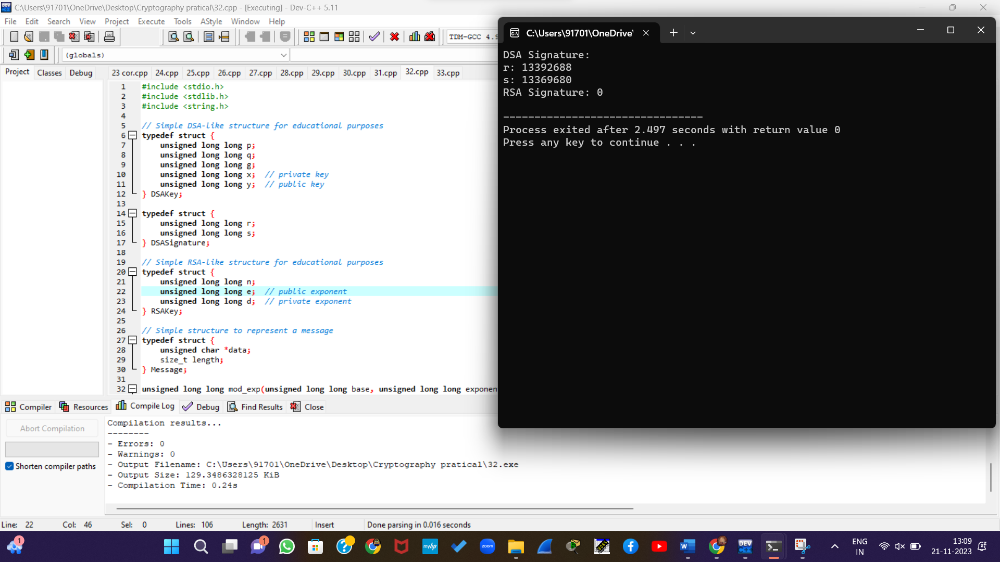 C:\Users\91701\OneDrive\Desktop\Cryptography pratical\32.cpp - [Executing] - Dev-C++ 5.11
File Edit Search View Project Execute Tools AStyle Window Help
TDM-GCC 4.9
(globals)
Project Classes Debug
23 cor.cpp 24.cpp 25.cpp 26.cpp 27.cpp 28.cpp 29.cpp 30.cpp 31.cpp 32.cpp 33.cpp
1 #include <stdio.h>
2 #include <stdlib.h>
3 #include <string.h>
4
5 // Simple DSA-like structure for educational purposes
6 typedef struct {
7 unsigned long long p;
8 unsigned long long q;
9 unsigned long long g;
10 unsigned long long x; // private key
11 unsigned long long y; // public key
12 } DSAKey;
13
14 typedef struct {
15 unsigned long long r;
16 unsigned long long s;
17 } DSASignature;
18
19 // Simple RSA-like structure for educational purposes
20 typedef struct {
21 unsigned long long n;
22 unsigned long long e; // public exponent
23 unsigned long long d; // private exponent
24 } RSAKey;
25
26 // Simple structure to represent a message
27 typedef struct {
28 unsigned char *data;
29 size_t length;
30 } Message;
31
32 unsigned long long mod_exp(unsigned long long base, unsigned long long exponen
C:\Users\91701\OneDrive\
DSA Signature:
r: 13392688
s: 13369680
RSA Signature: 0
--------------------------------
Process exited after 2.497 seconds with return value 0
Press any key to continue . . .
Compiler Resources Compile Log Debug Find Results Close
Abort Compilation
Shorten compiler paths
Compilation results...
--------
- Errors: 0
- Warnings: 0
- Output Filename: C:\Users\91701\OneDrive\Desktop\Cryptography pratical\32.exe
- Output Size: 129.3486328125 KiB
- Compilation Time: 0.24s
Line: 22 Col: 46 Sel: 0 Lines: 106 Length: 2631 Insert Done parsing in 0.016 seconds
1
1
myhp
zoom
W
DEV
C++
ENG
IN
13:09
21-11-2023